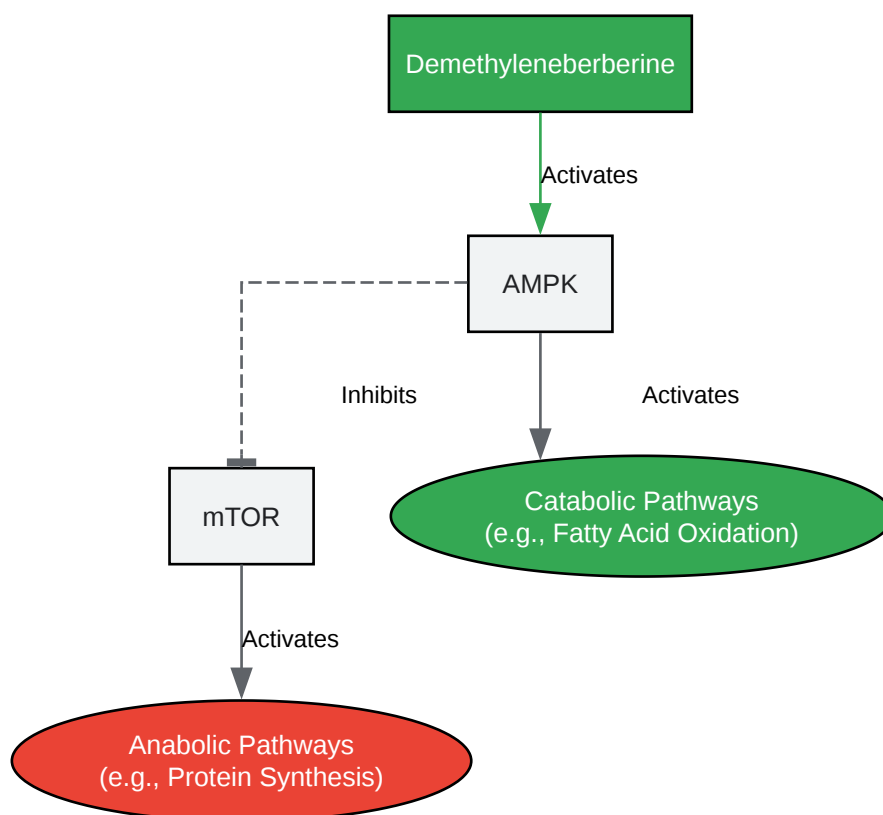 Demethyleneberberine
Activates
AMPK
Inhibits
Activates
mTOR
Catabolic Pathways
(e.g., Fatty Acid Oxidation)
Activates
Anabolic Pathways
(e.g., Protein Synthesis)